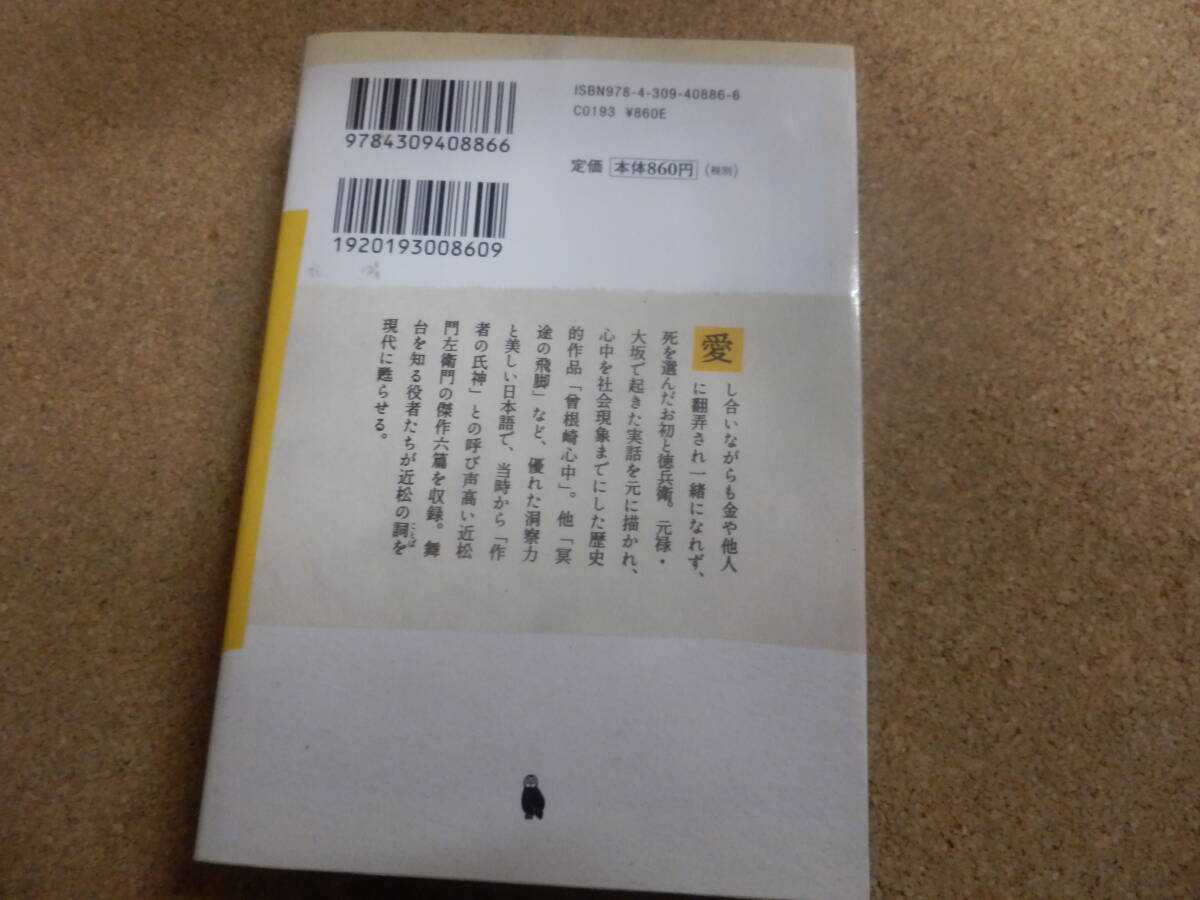 ISBN978-4-309-40886-6
C0193 ¥860E
9784309408866
定価 本体860円 (税別)
1920193008609
愛し合いながらも金や他人
に翻弄され一緒になれず、
死を選んだお初と徳兵衛。元禄・
大坂で起きた実話を元に描かれ、
心中を社会現象までにした歴史
的作品「曾根崎心中」。他「冥
途の飛脚」など、優れた洞察力
と美しい日本語で、当時から「作
者の氏神」との呼び声高い近松
門左衛門の傑作六篇を収録。舞
台を知る役者たちが近松の詞ことばを
現代に甦らせる。